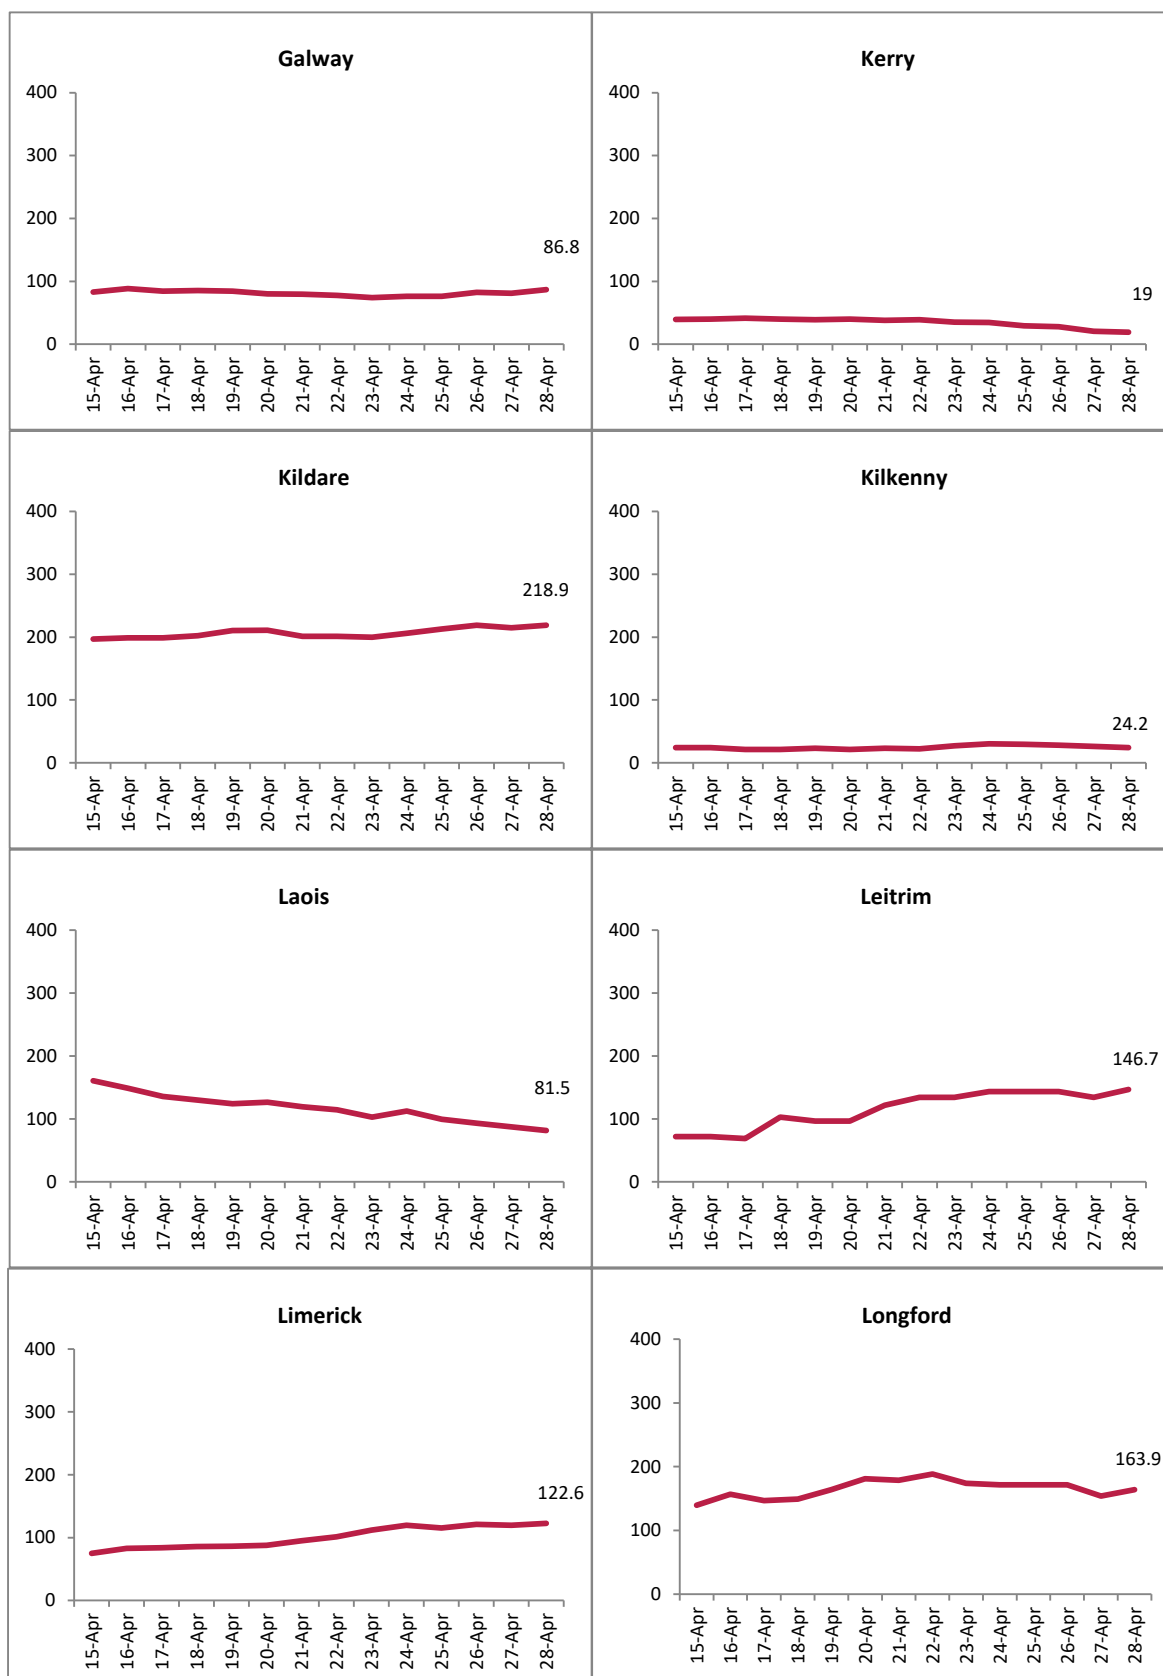 Galway
400
300
200
100
0
86.8
15-Apr
16-Apr
17-Apr
18-Apr
19-Apr
20-Apr
21-Apr
22-Apr
23-Apr
24-Apr
25-Apr
26-Apr
27-Apr
28-Apr
Kerry
400
300
200
100
0
19
15-Apr
16-Apr
17-Apr
18-Apr
19-Apr
20-Apr
21-Apr
22-Apr
23-Apr
24-Apr
25-Apr
26-Apr
27-Apr
28-Apr
Kildare
400
300
200
100
0
218.9
15-Apr
16-Apr
17-Apr
18-Apr
19-Apr
20-Apr
21-Apr
22-Apr
23-Apr
24-Apr
25-Apr
26-Apr
27-Apr
28-Apr
Kilkenny
400
300
200
100
0
24.2
15-Apr
16-Apr
17-Apr
18-Apr
19-Apr
20-Apr
21-Apr
22-Apr
23-Apr
24-Apr
25-Apr
26-Apr
27-Apr
28-Apr
Laois
400
300
200
100
0
81.5
15-Apr
16-Apr
17-Apr
18-Apr
19-Apr
20-Apr
21-Apr
22-Apr
23-Apr
24-Apr
25-Apr
26-Apr
27-Apr
28-Apr
Leitrim
400
300
200
100
0
146.7
15-Apr
16-Apr
17-Apr
18-Apr
19-Apr
20-Apr
21-Apr
22-Apr
23-Apr
24-Apr
25-Apr
26-Apr
27-Apr
28-Apr
Limerick
400
300
200
100
0
122.6
15-Apr
16-Apr
17-Apr
18-Apr
19-Apr
20-Apr
21-Apr
22-Apr
23-Apr
24-Apr
25-Apr
26-Apr
27-Apr
28-Apr
Longford
400
300
200
100
0
163.9
15-Apr
16-Apr
17-Apr
18-Apr
19-Apr
20-Apr
21-Apr
22-Apr
23-Apr
24-Apr
25-Apr
26-Apr
27-Apr
28-Apr